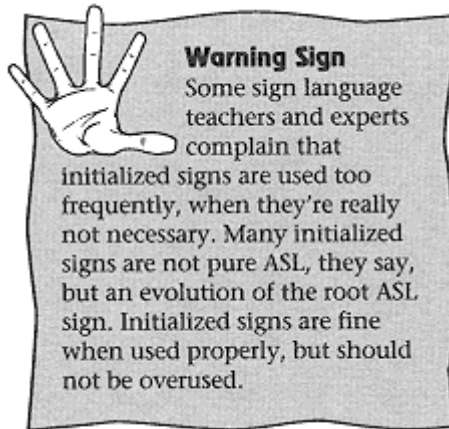 Warning Sign
Some sign language
teachers and experts
complain that
initialized signs are used too
frequently, when they're really
not necessary. Many initialized
signs are not pure ASL, they say,
but an evolution of the root ASL
sign. Initialized signs are fine
when used properly, but should
not be overused.